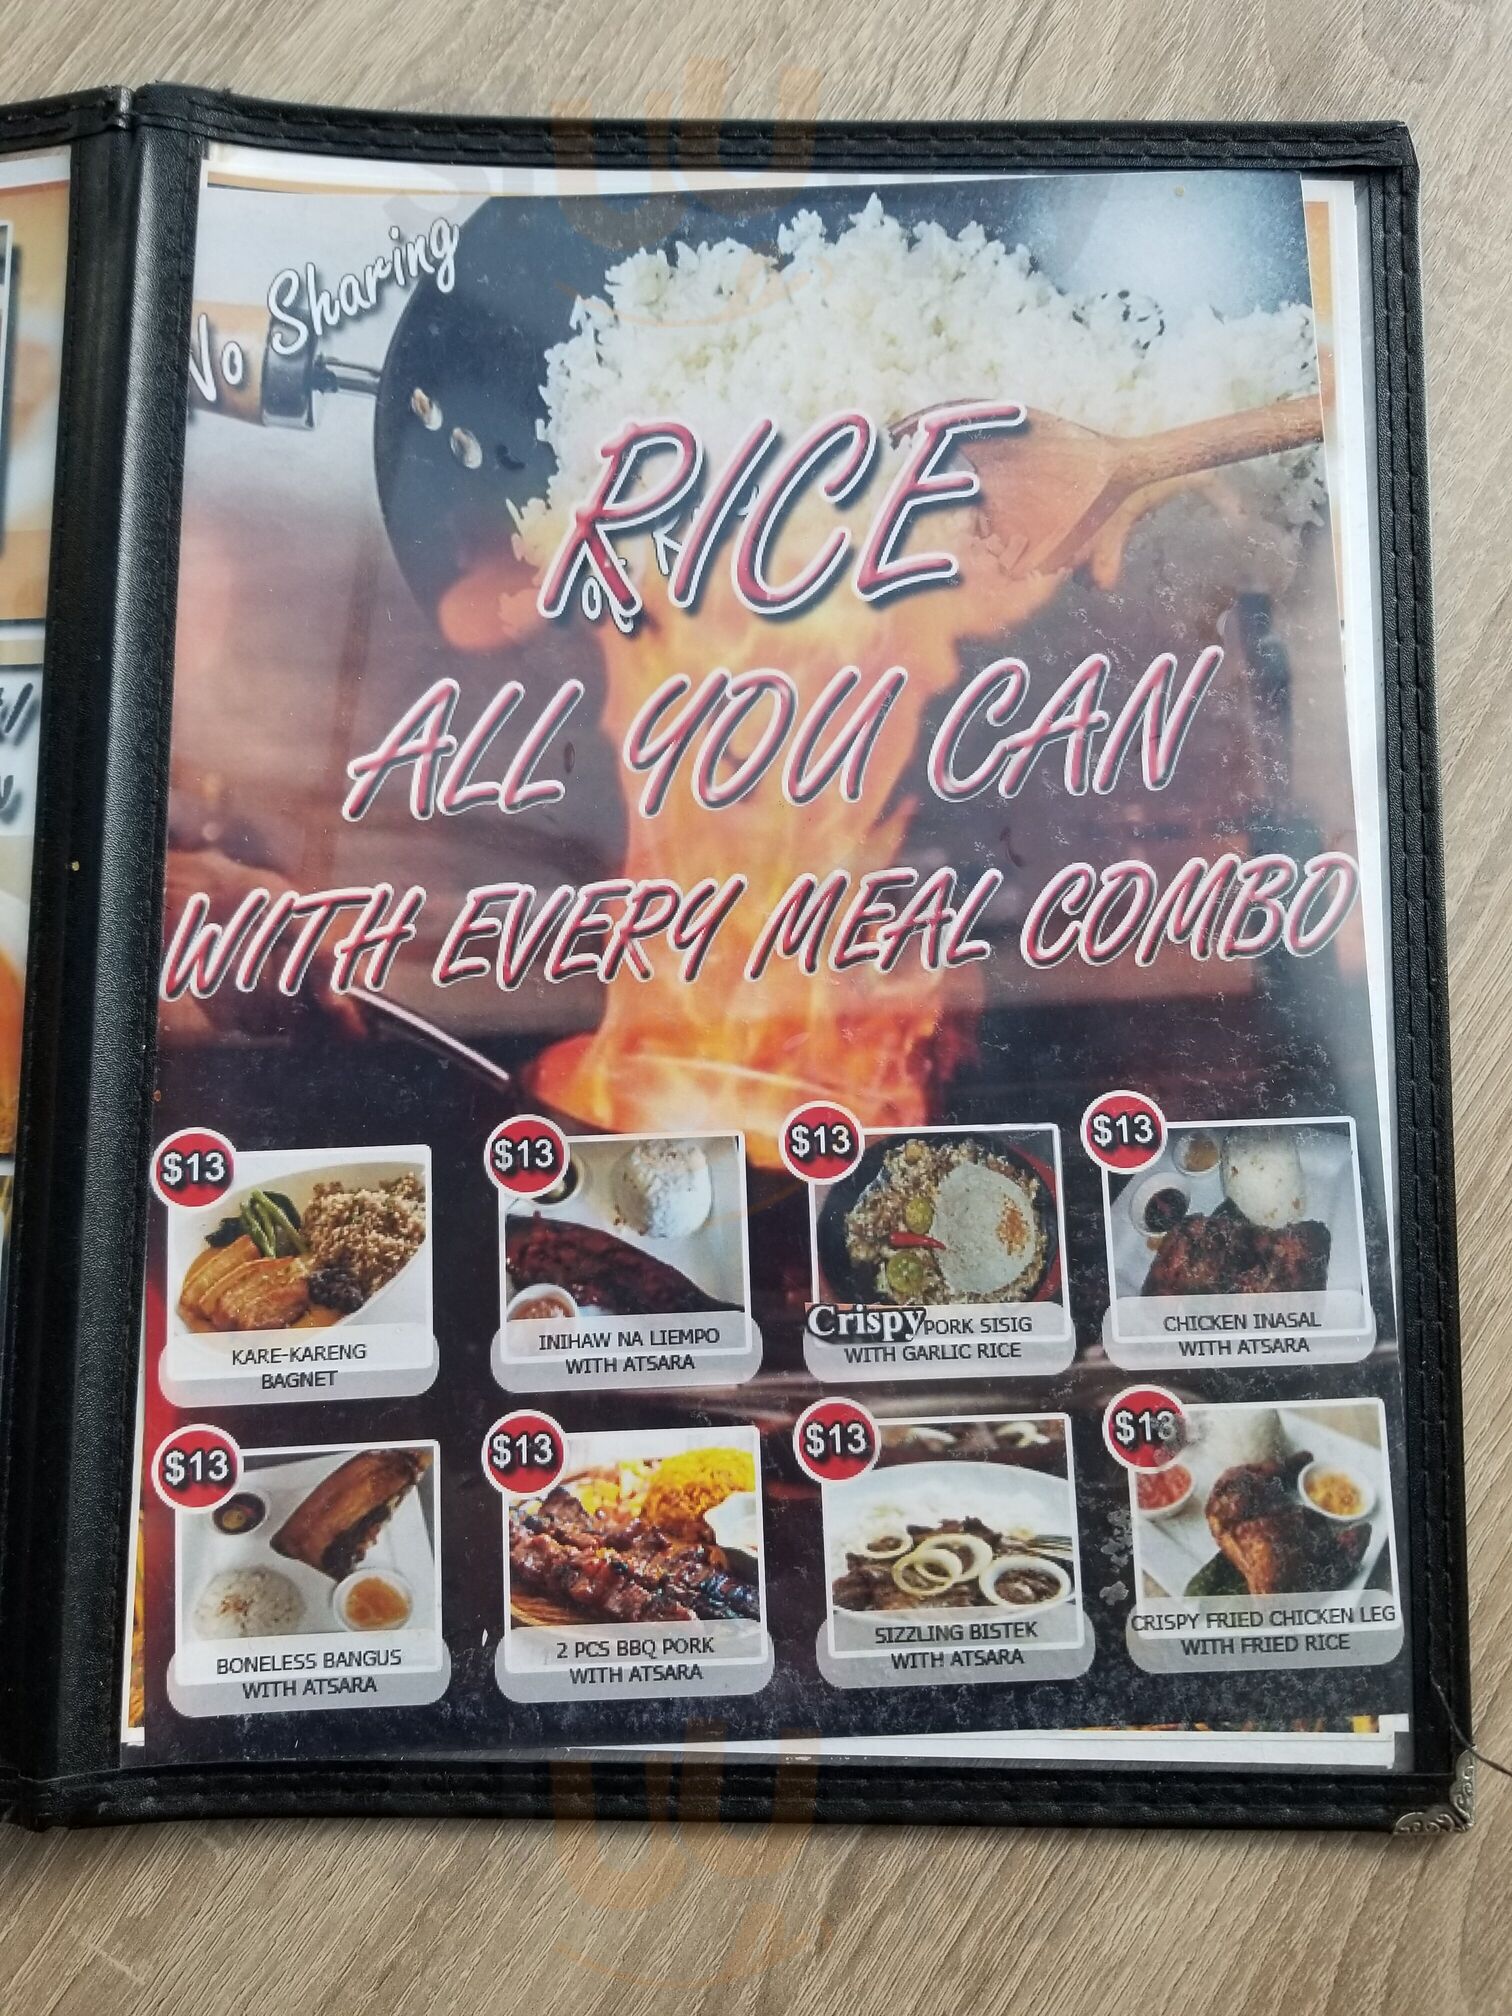 No Sharing
RICE
ALL YOU CAN
WITH EVERY MEAL COMBO
$13
KARE-KARENG
BAGNET
$13
INIHAW NA LIEMPO
WITH ATSARA
$13
Crispy PORK SISIG
WITH GARLIC RICE
$13
CHICKEN INASAL
WITH ATSARA
$13
BONELESS BANGUS
WITH ATSARA
$13
2 PCS BBQ PORK
WITH ATSARA
$13
SIZZLING BISTEK
WITH ATSARA
$13
CRISPY FRIED CHICKEN LEG
WITH FRIED RICE